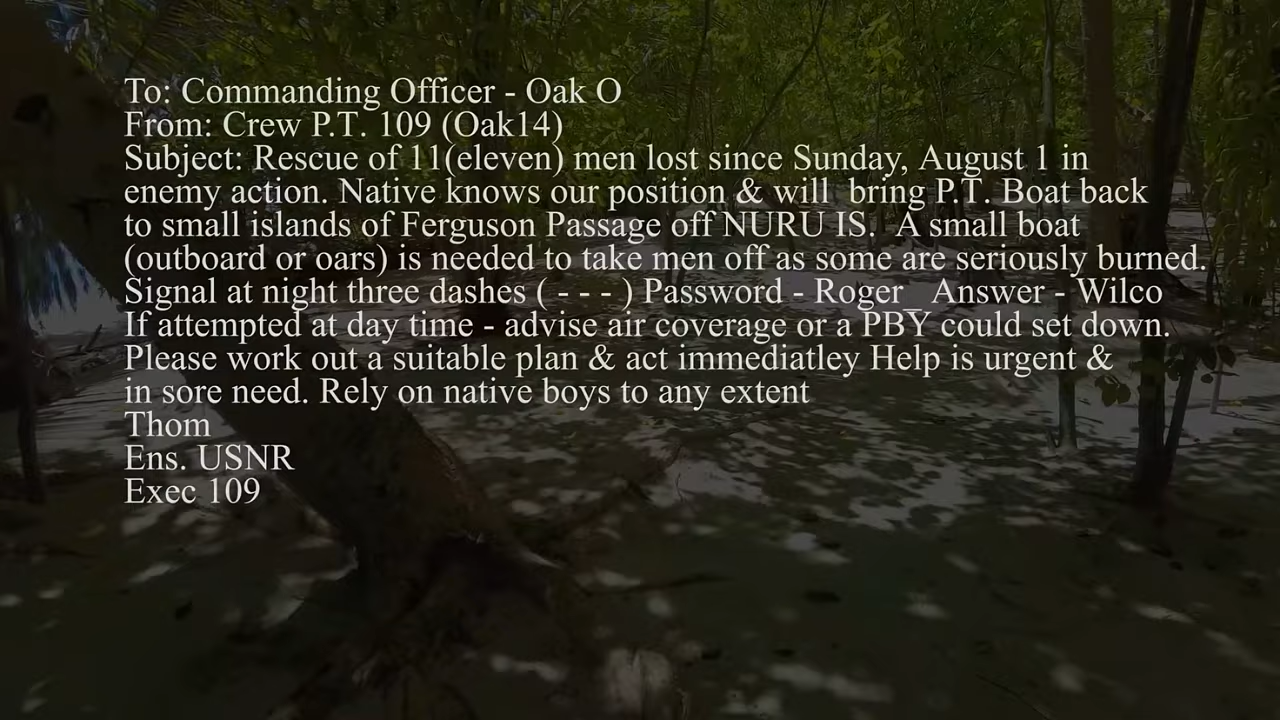 To: Commanding Officer - Oak O
From: Crew P.T. 109 (Oak14)
Subject: Rescue of 11(eleven) men lost since Sunday, August 1 in
enemy action. Native knows our position & will  bring P.T. Boat back
to small islands of Ferguson Passage off NURU IS.  A small boat
(outboard or oars) is needed to take men off as some are seriously burned.
Signal at night three dashes ( - - - ) Password - Roger_  Answer - Wilco
If attempted at day time - advise air coverage or a PBY could set down.
Please work out a suitable plan & act immediatley Help is urgent &
in sore need. Rely on native boys to any extent
Thom
Ens. USNR
Exec 109